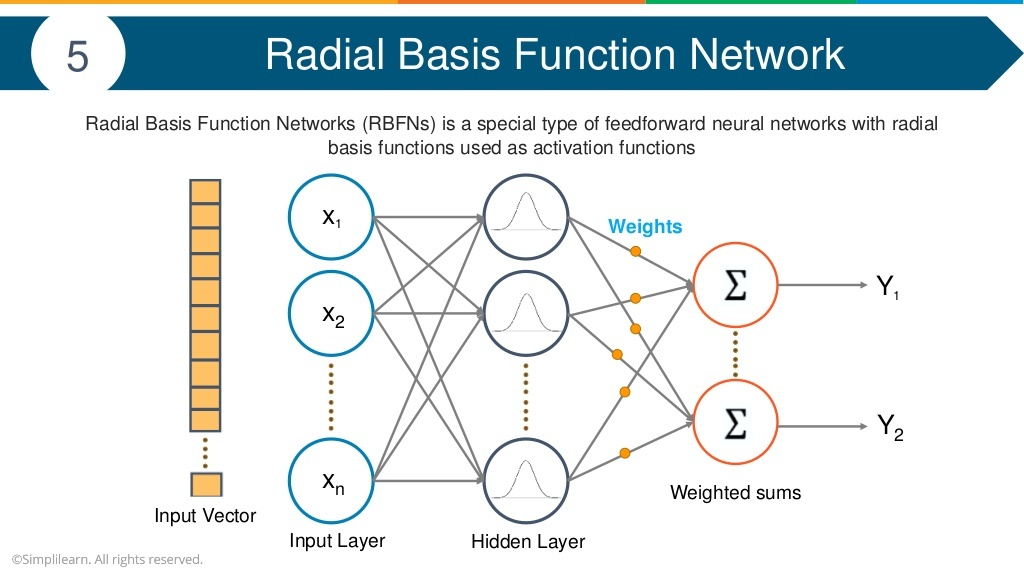 5
Radial Basis Function Network
Radial Basis Function Networks (RBFNs) is a special type of feedforward neural networks with radial
basis functions used as activation functions
x₁
x₂
xₙ
Weights
Σ
Σ
Y₁
Y₂
Input Vector
Input Layer
Hidden Layer
Weighted sums
©Simplilearn. All rights reserved.